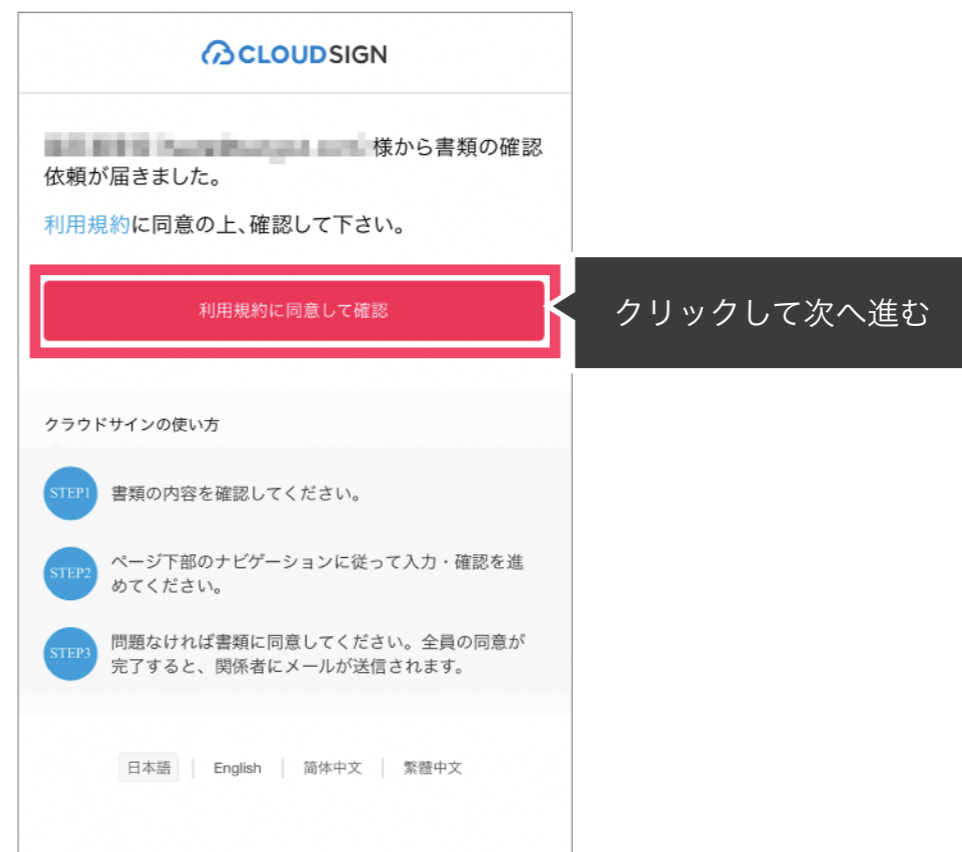 CLOUDSIGN
様から書類の確認
依頼が届きました。
利用規約に同意の上、確認して下さい。
利用規約に同意して確認
クリックして次へ進む
クラウドサインの使い方
STEP1 書類の内容を確認してください。
STEP2 ページ下部のナビゲーションに従って入力・確認を進
めてください。
STEP3 問題なければ書類に同意してください。全員の同意が
完了すると、関係者にメールが送信されます。
日本語 | English | 简体中文 | 繁體中文